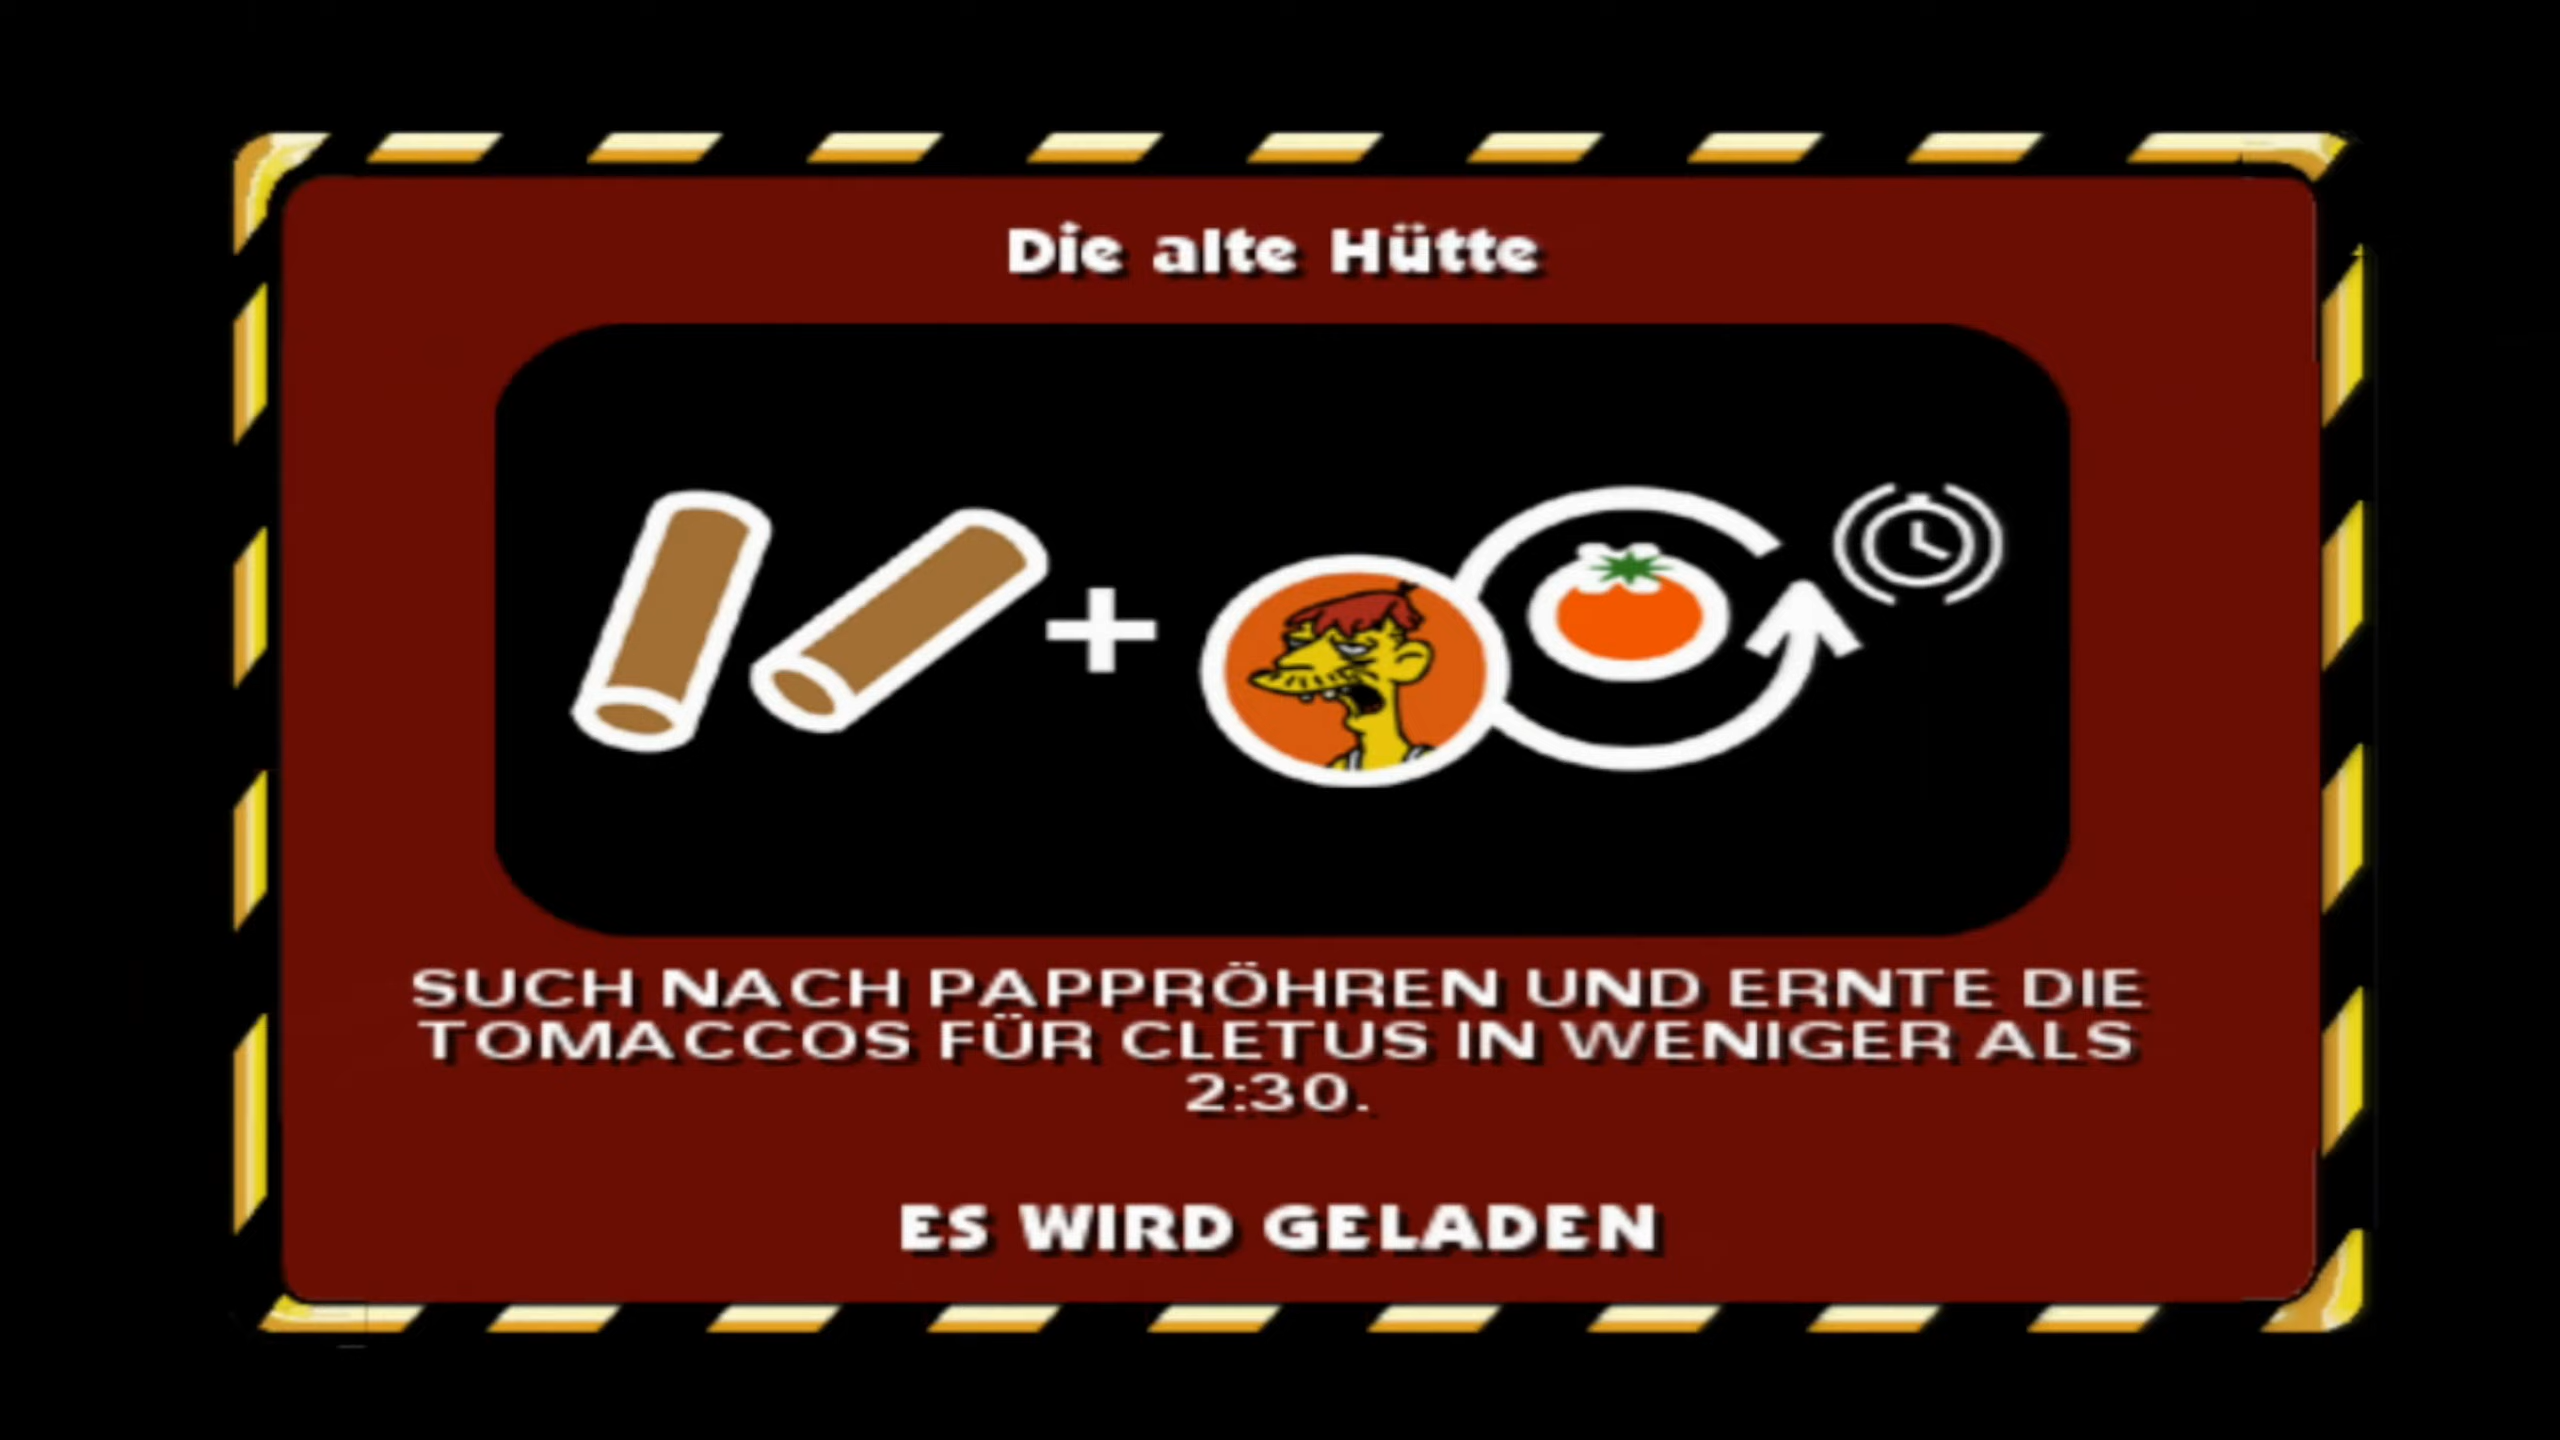 Die alte Hütte
SUCH NACH PAPPRÖHREN UND ERNTE DIE
TOMACCOS FÜR CLETUS IN WENIGER ALS
2:30.
ES WIRD GELADEN